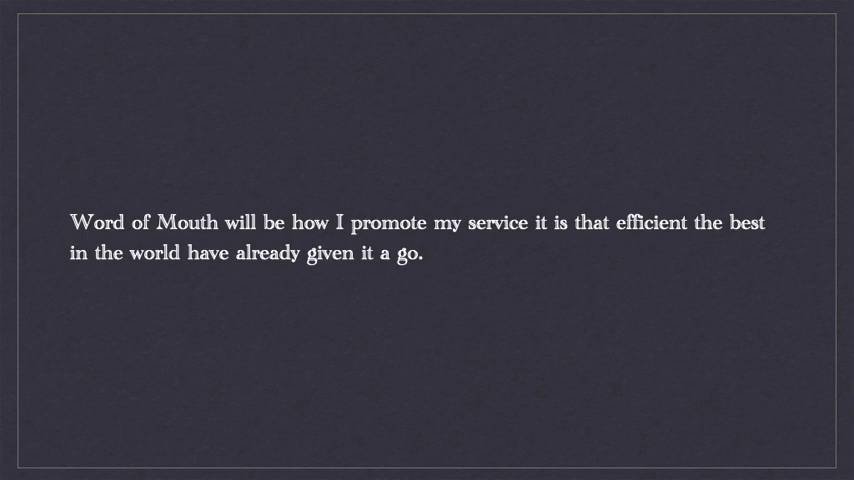 Word of Mouth will be how I promote my service it is that efficient the best
in the world have already given it a go.